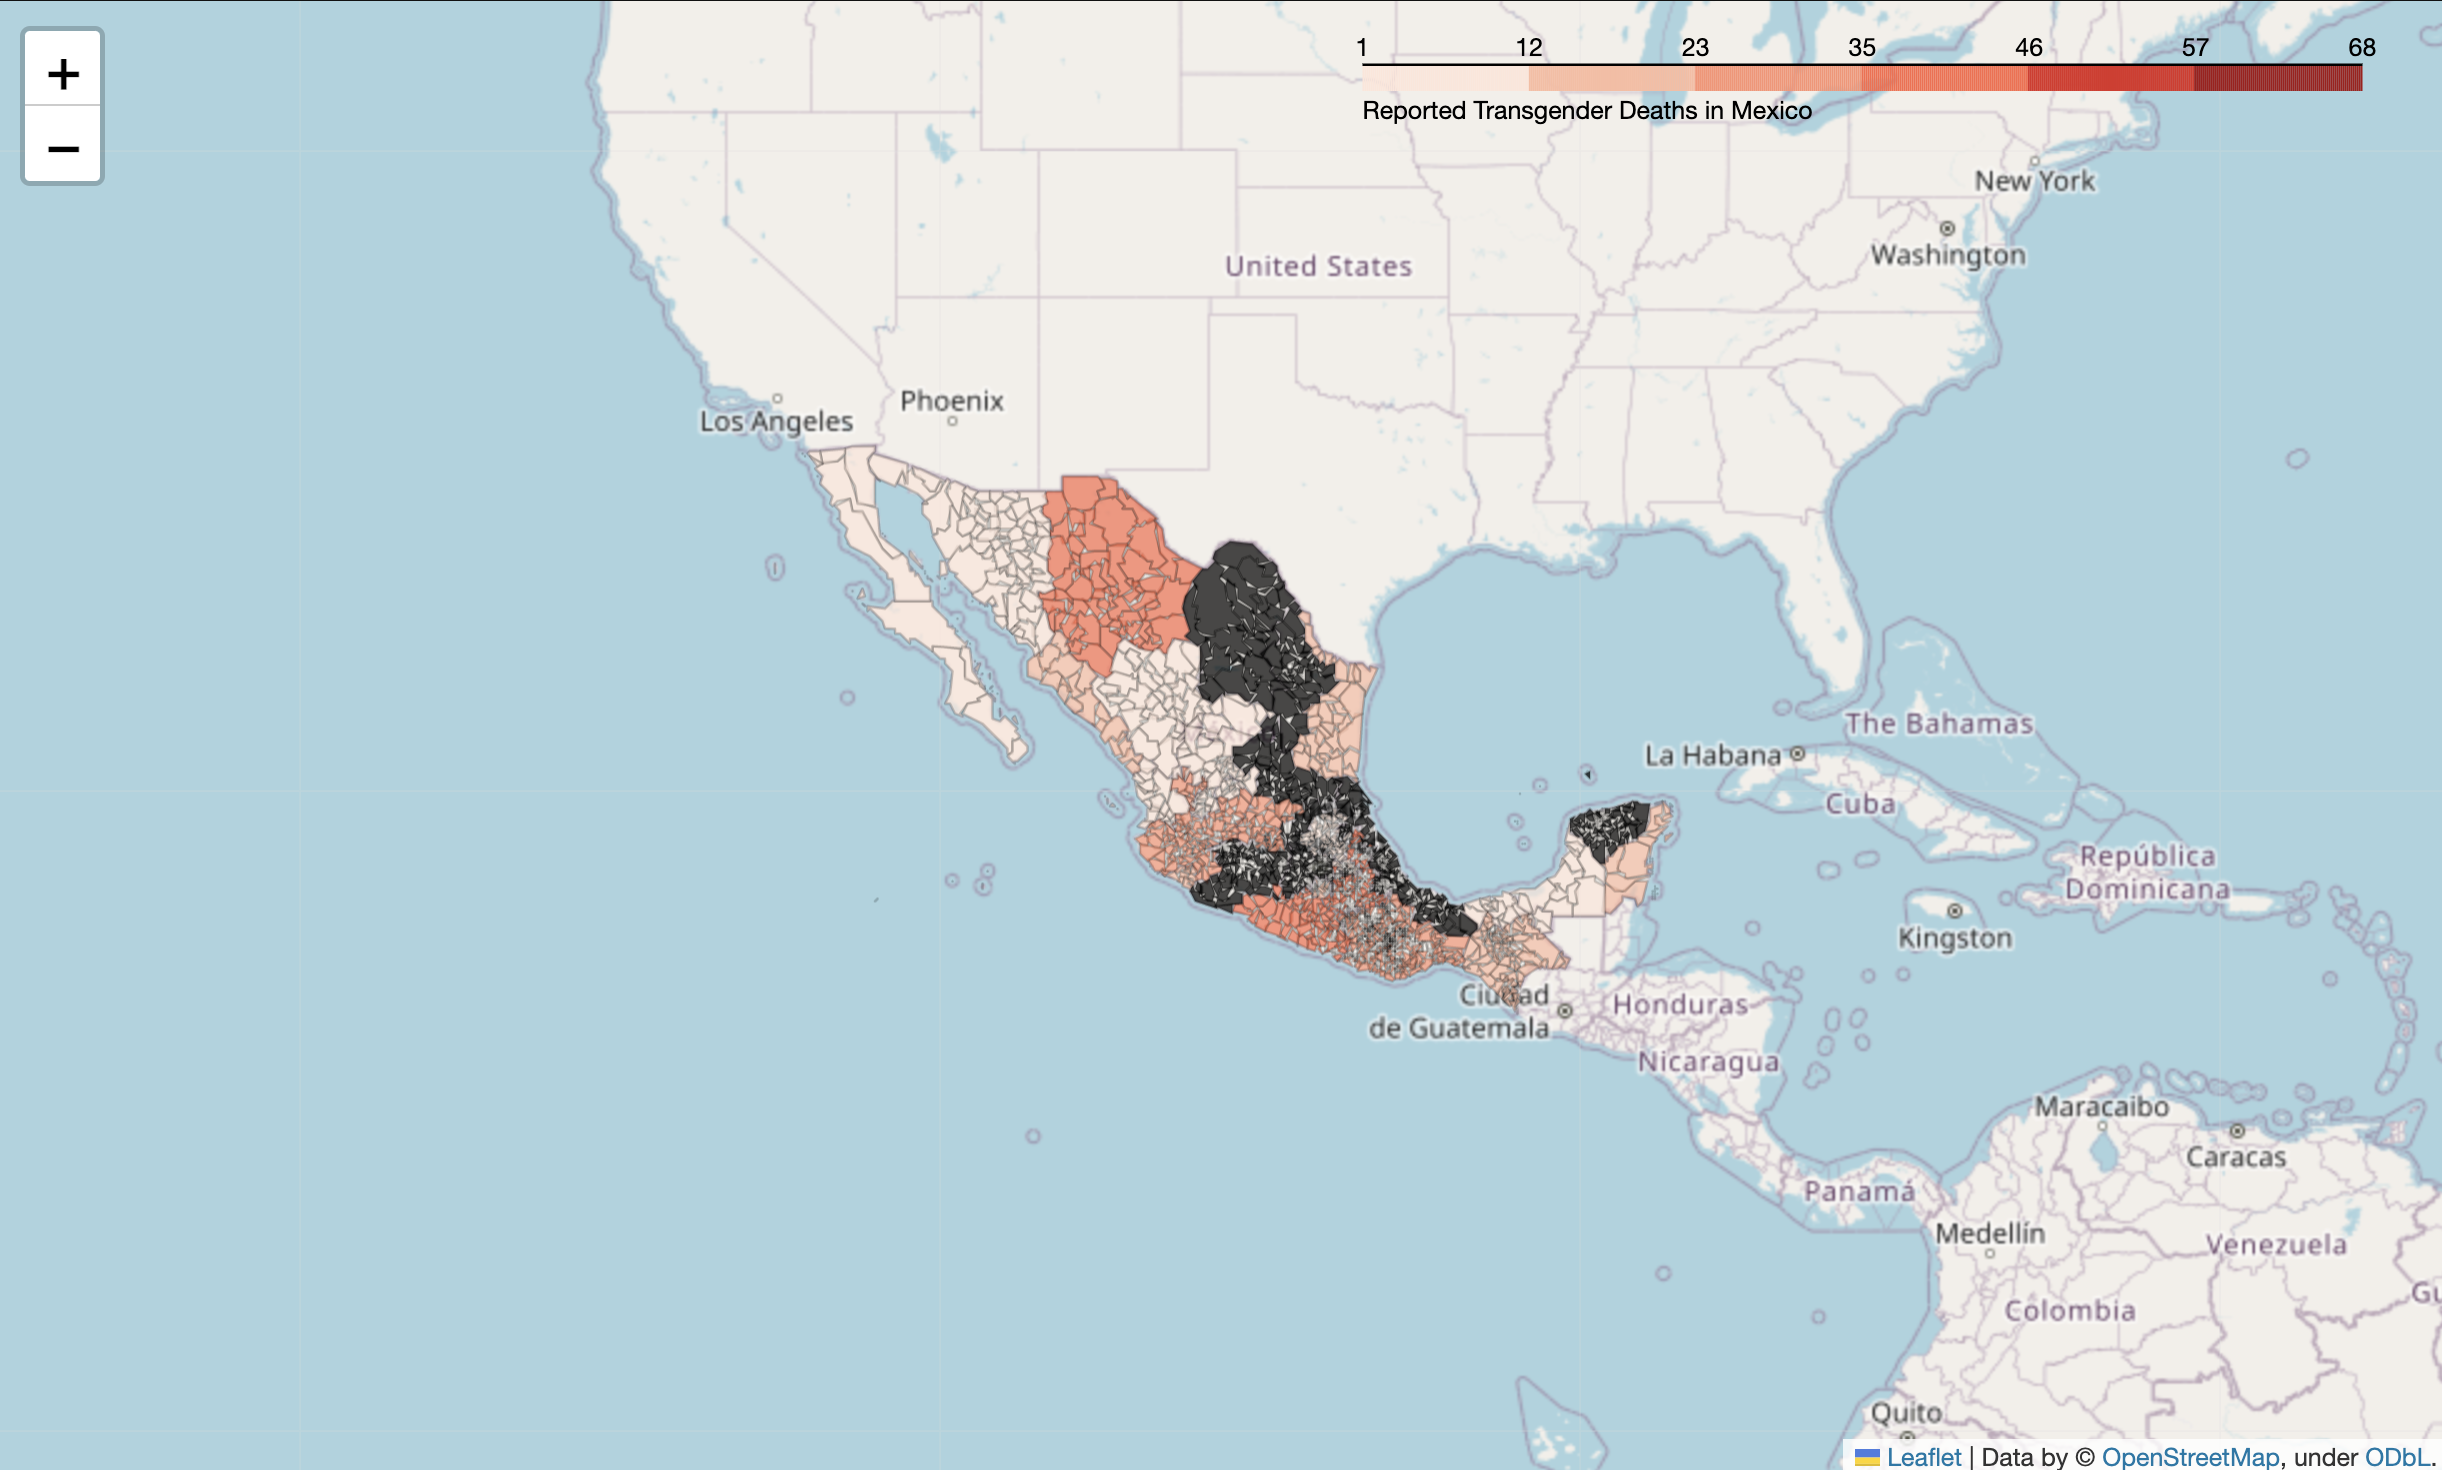 +
−
1 12 23 35 46 57 68
Reported Transgender Deaths in Mexico
New York
Washington
United States
Phoenix
Los Angeles
The Bahamas
La Habana
Cuba
República
Dominicana
Kingston
Ciudad
de Guatemala
Honduras
Nicaragua
Maracaibo
Caracas
Panamá
Medellín
Venezuela
Gu
Colombia
Quito
Leaflet | Data by © OpenStreetMap, under ODbL.